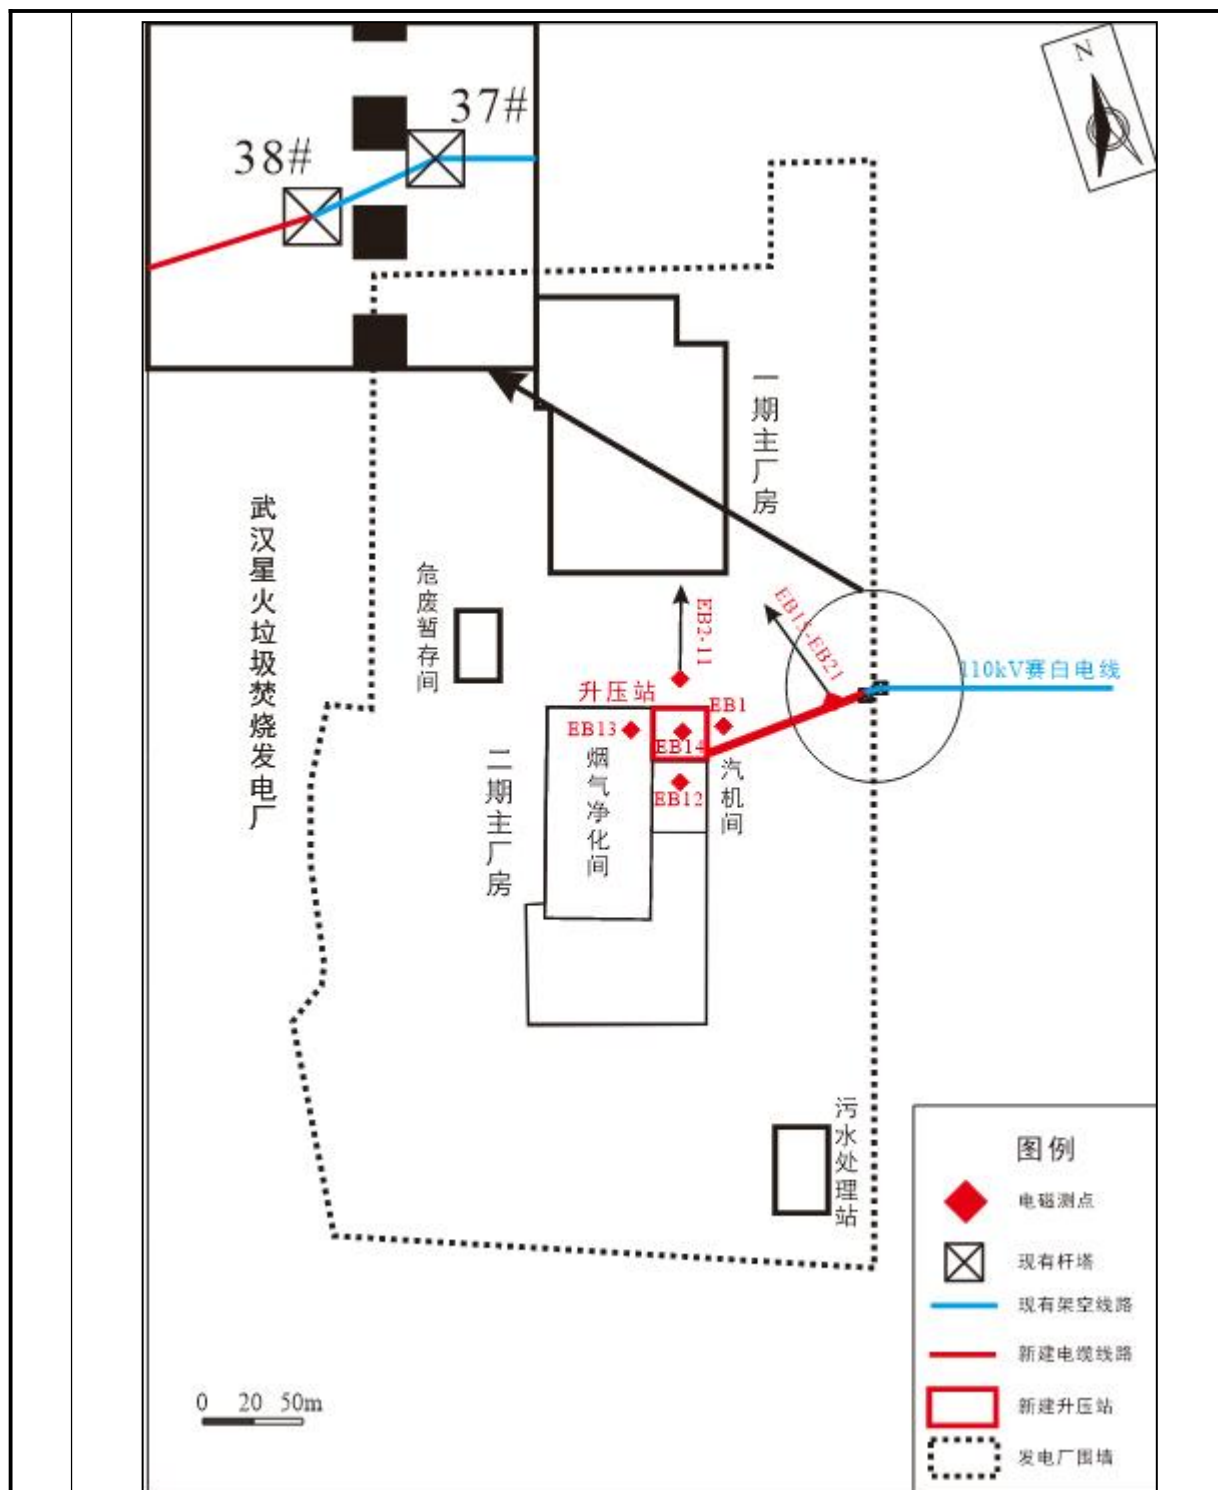 37#
38#
N
一期主厂房
武汉星火垃圾焚烧发电厂
危废暂存间
EB2-11
EB15-EB21
110kV赛白电线
升压站
EB1
EB13
EB14
EB12
烟气净化间
汽机间
二期主厂房
污水处理站
图例
电磁测点
现有杆塔
现有架空线路
新建电缆线路
新建升压站
发电厂围墙
0 20 50m